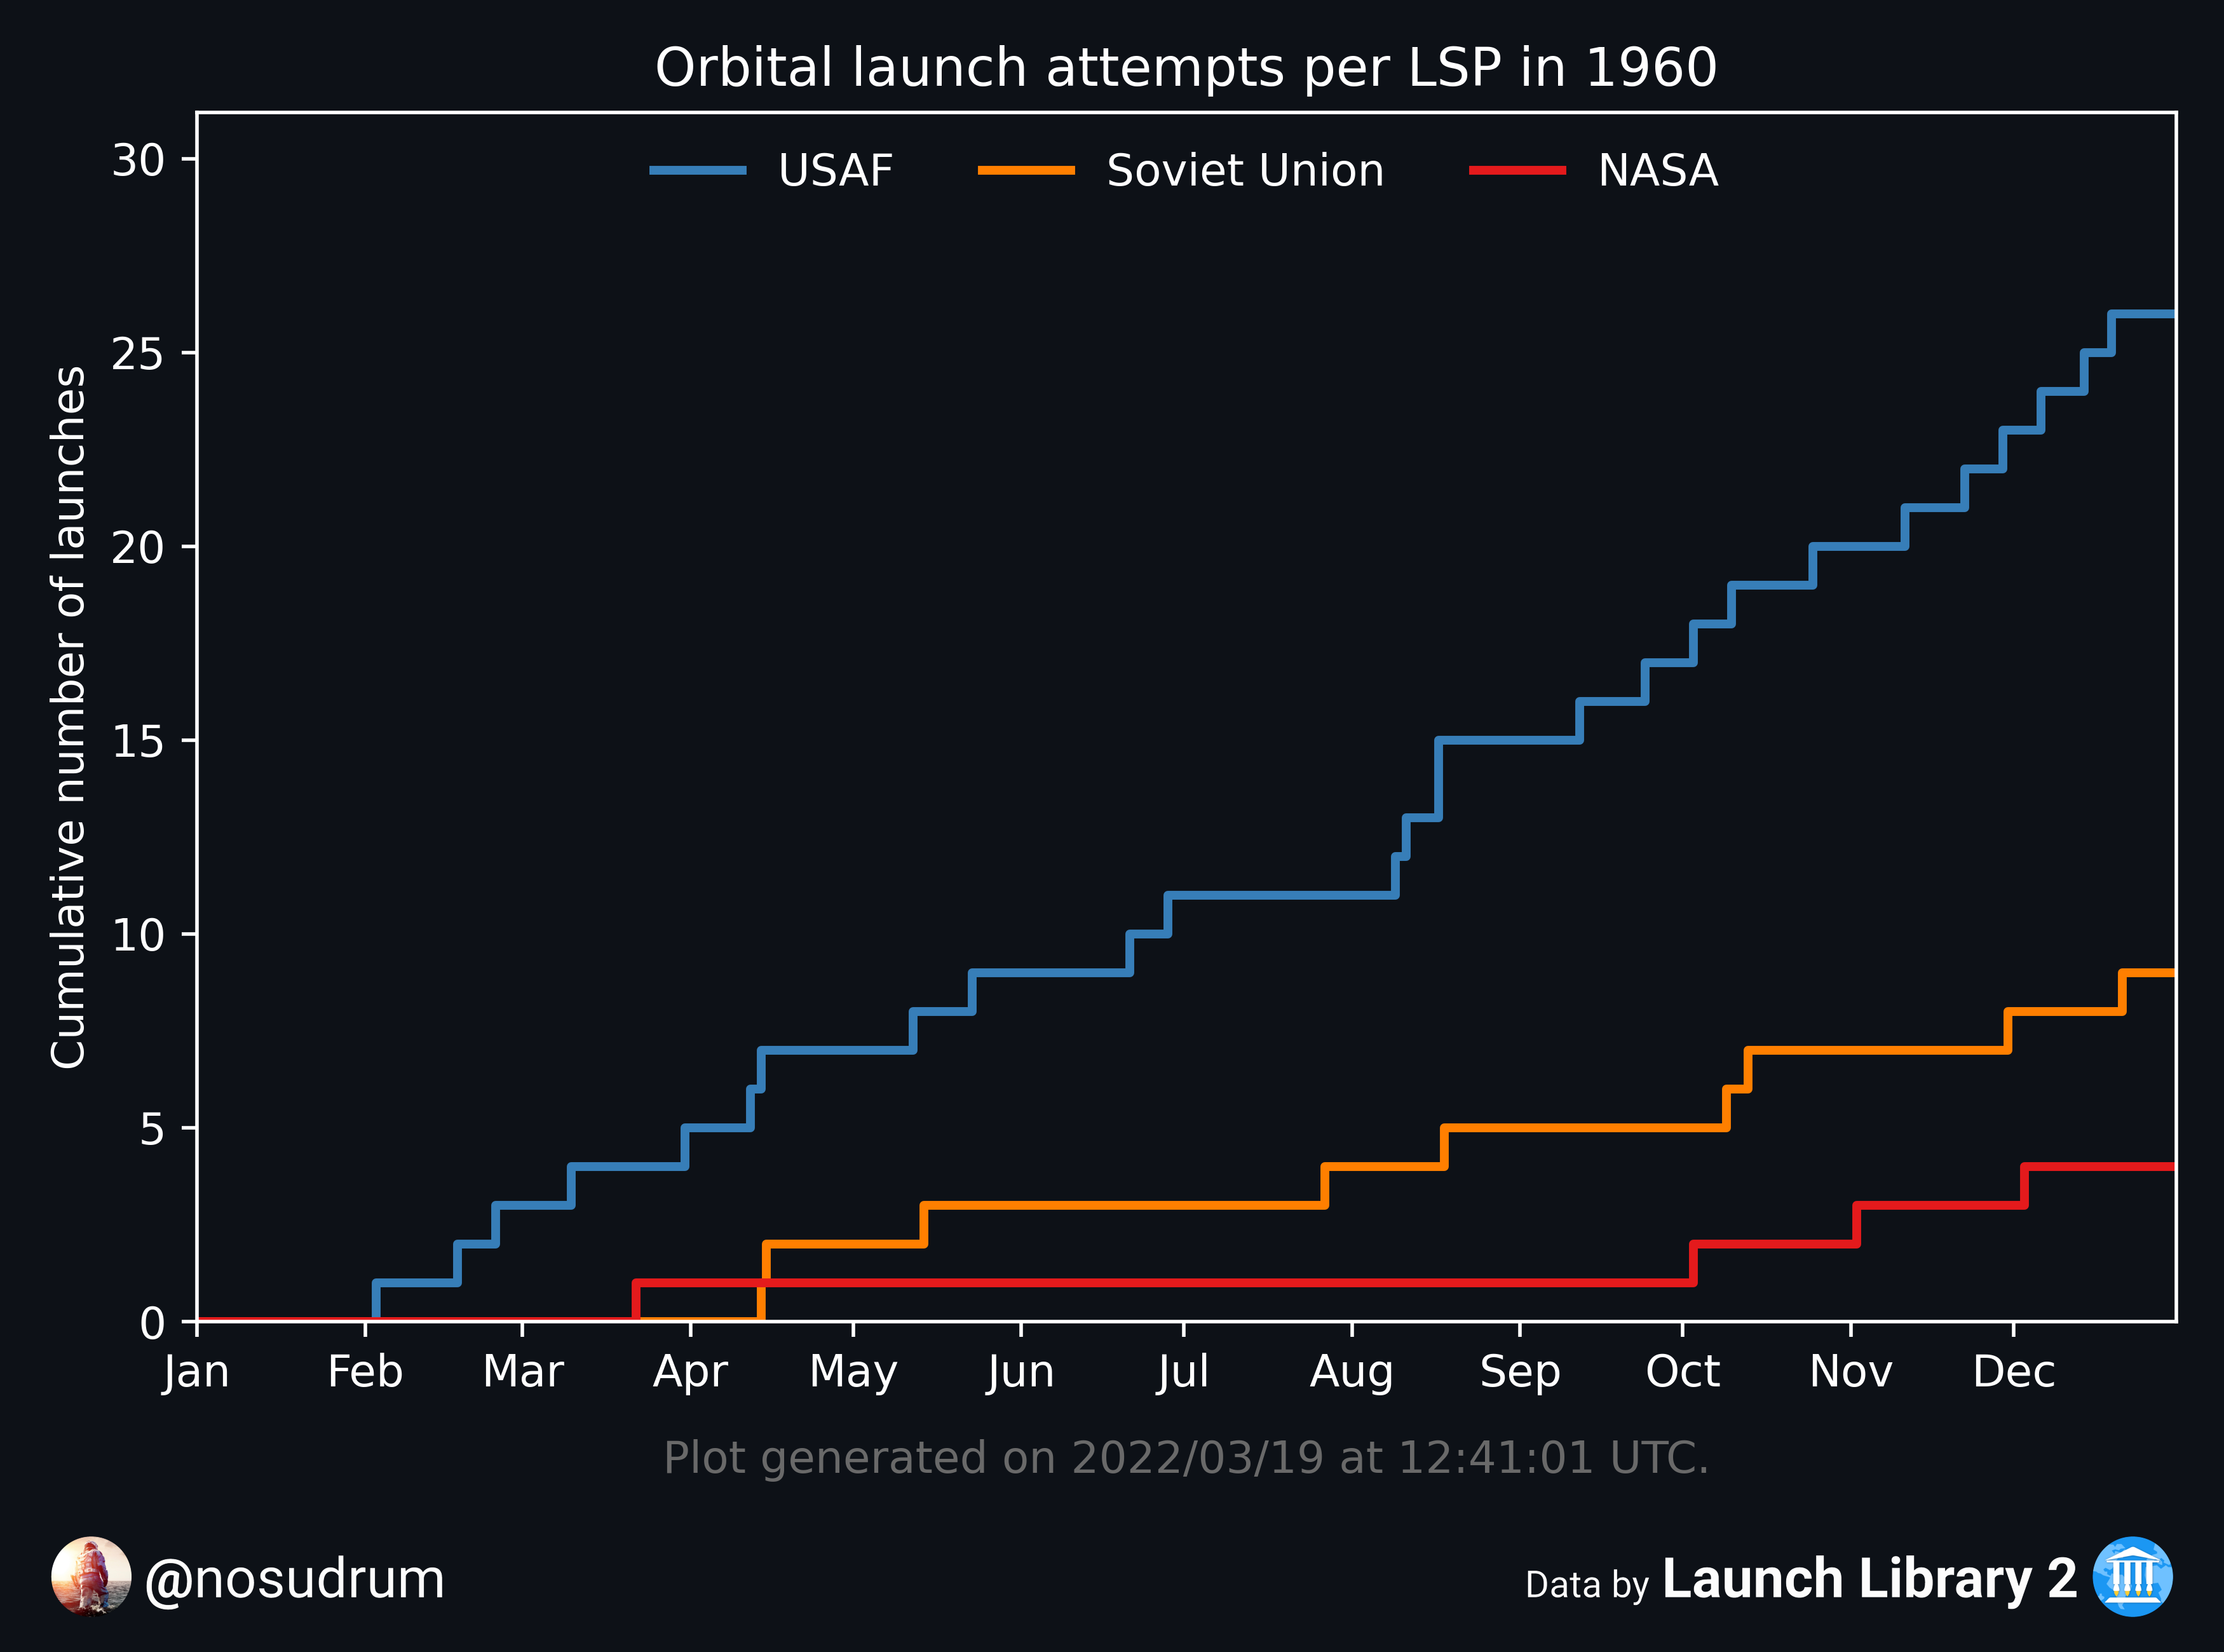 Orbital launch attempts per LSP in 1960
USAF Soviet Union NASA
Cumulative number of launches
30
25
20
15
10
5
0
Jan Feb Mar Apr May Jun Jul Aug Sep Oct Nov Dec
Plot generated on 2022/03/19 at 12:41:01 UTC.
@nosudrum
Data by Launch Library 2